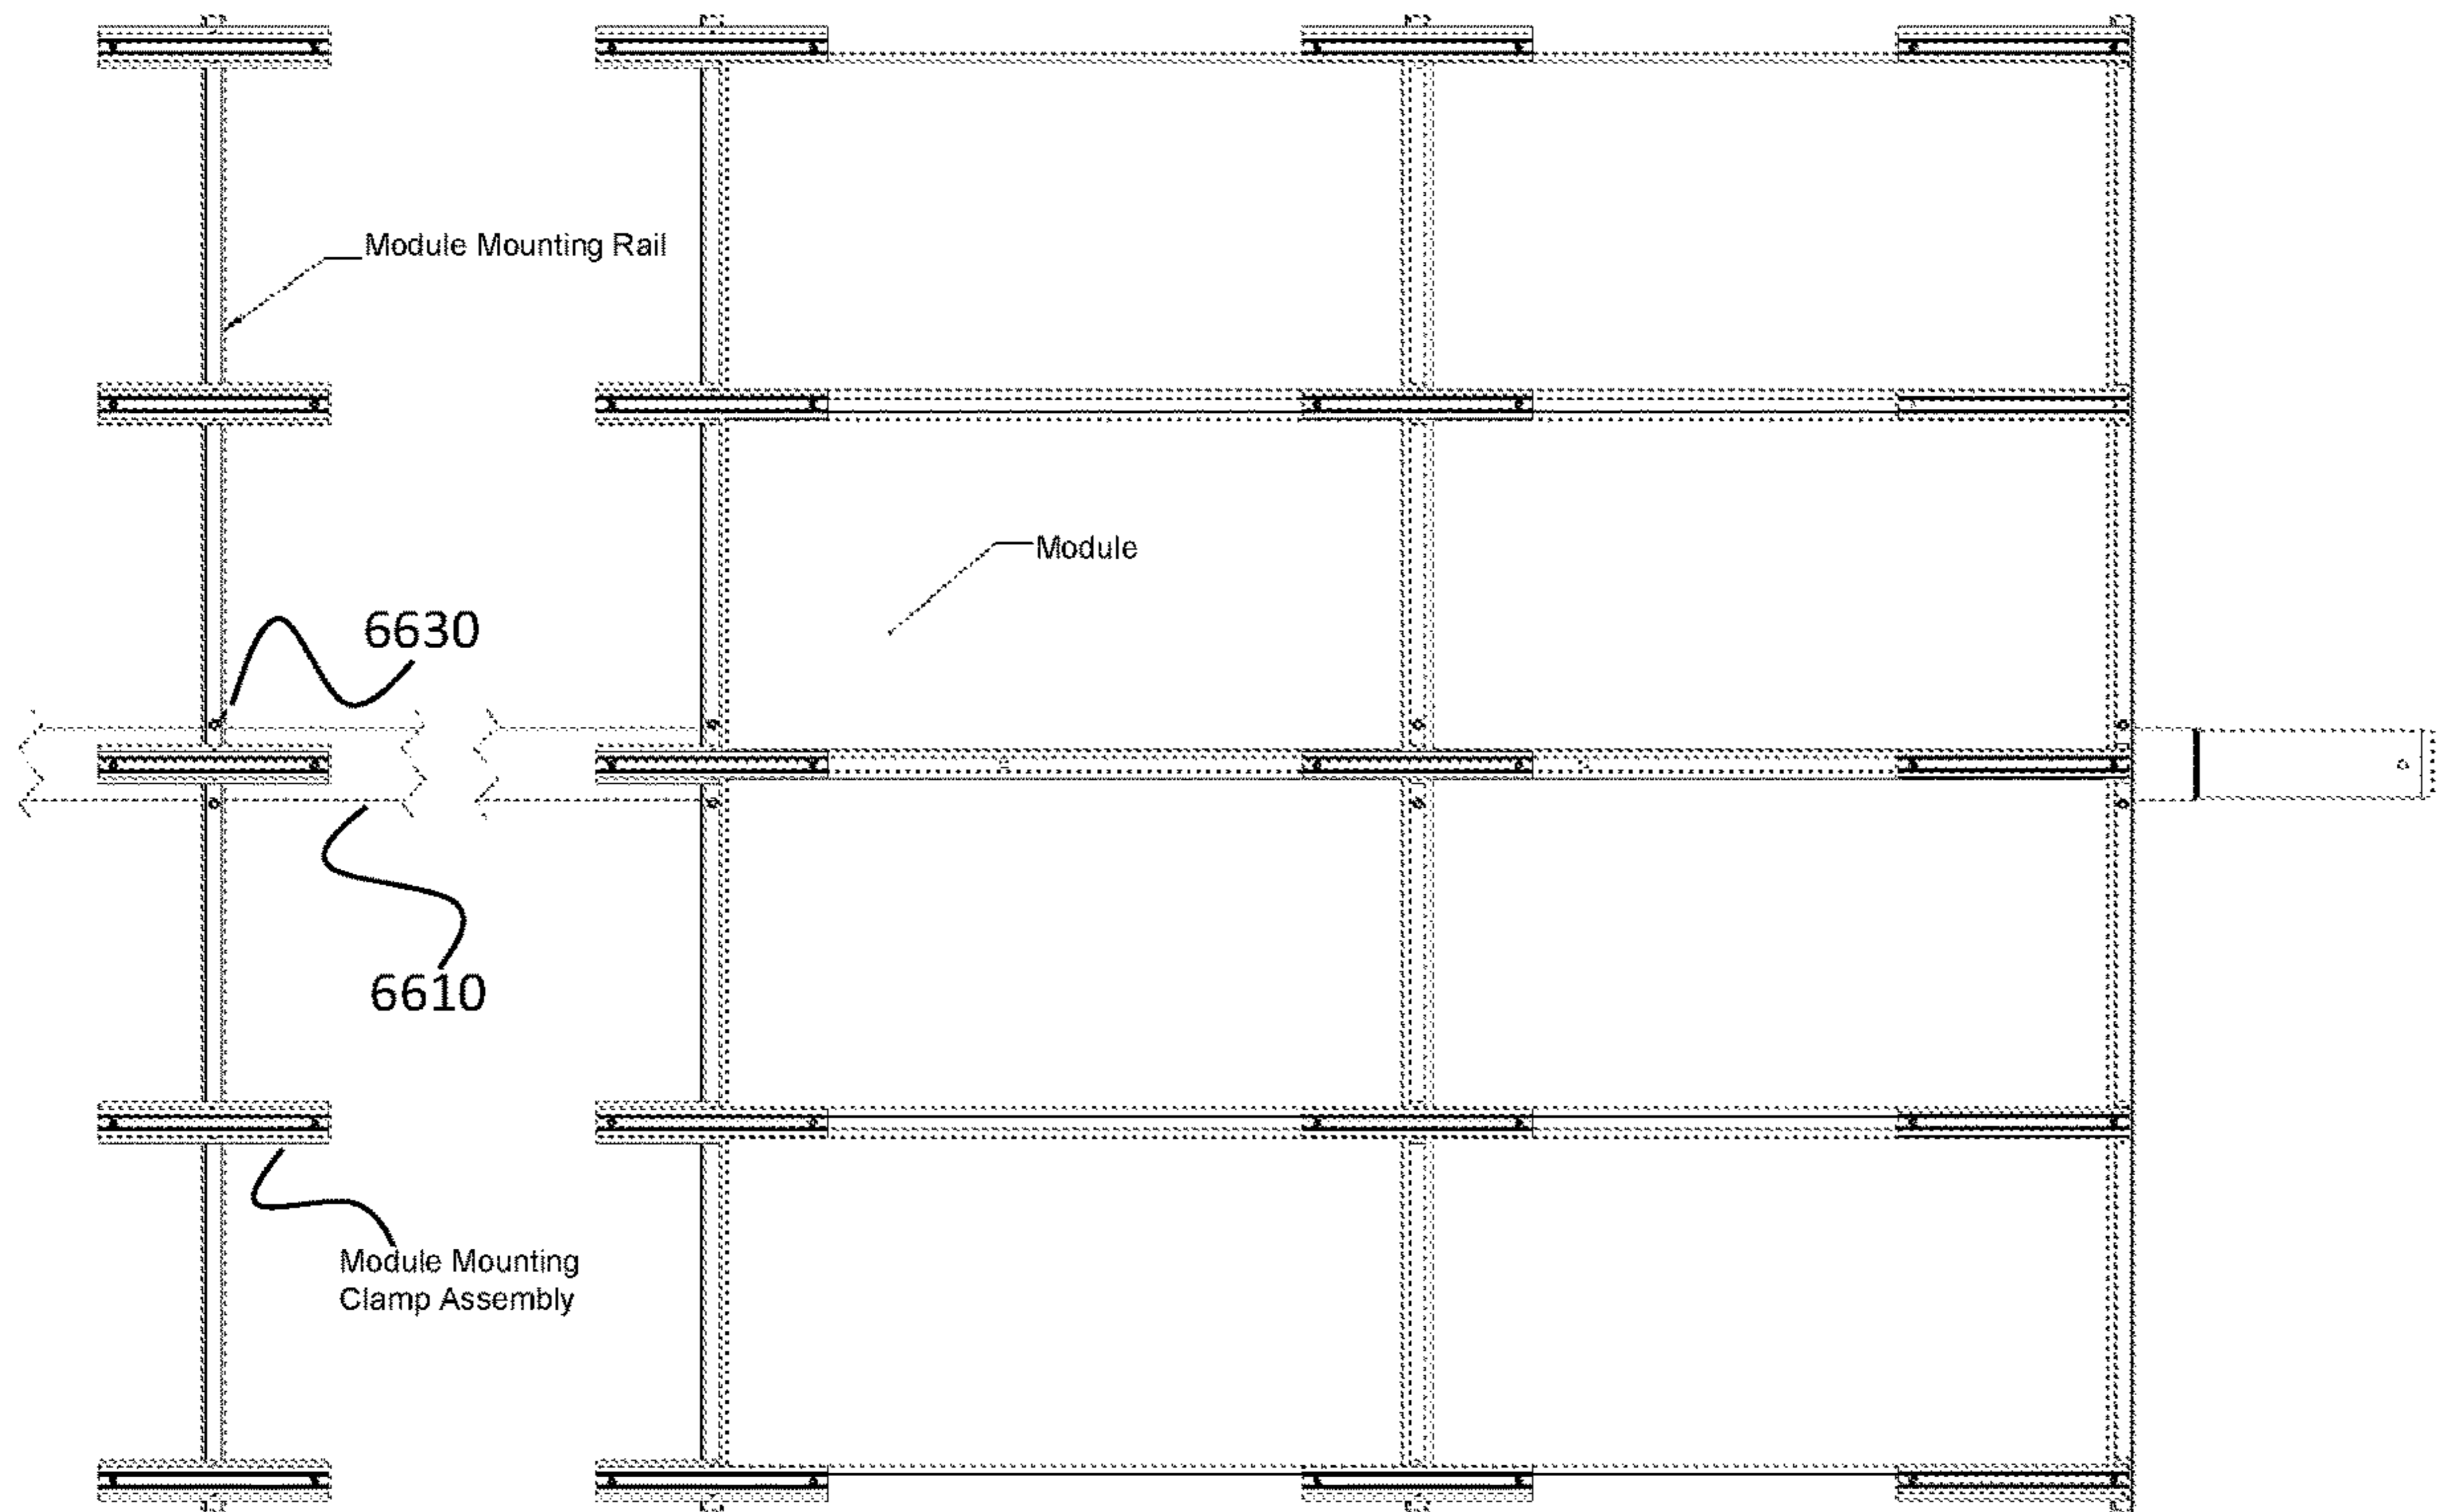 Module Mounting Rail
Module
6630
6610
Module Mounting
Clamp Assembly